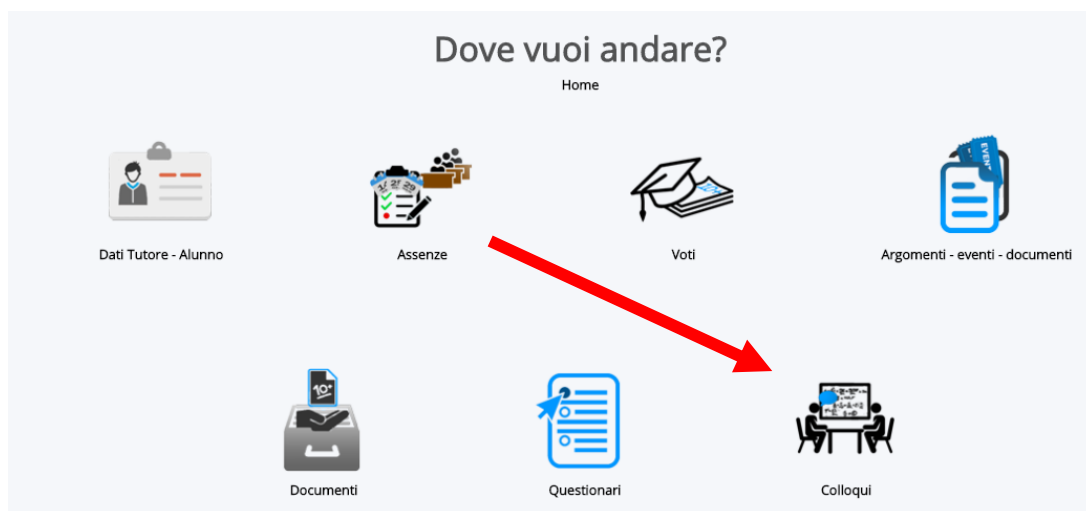 Dove vuoi andare?
Home
Dati Tutore - Alunno
Assenze
Voti
Argomenti - eventi - documenti
Documenti
Questionari
Colloqui